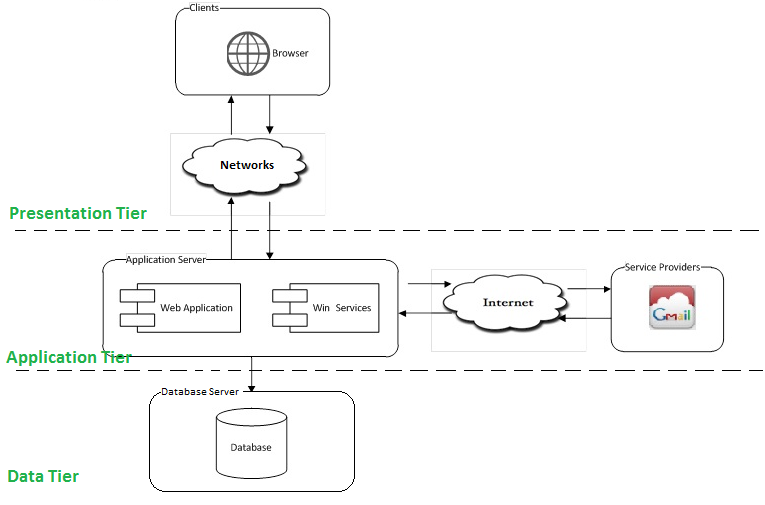 Clients
Browser
Networks
Presentation Tier
Application Server
Web Application
Win Services
Internet
Service Providers
Gmail
Application Tier
Database Server
Database
Data Tier